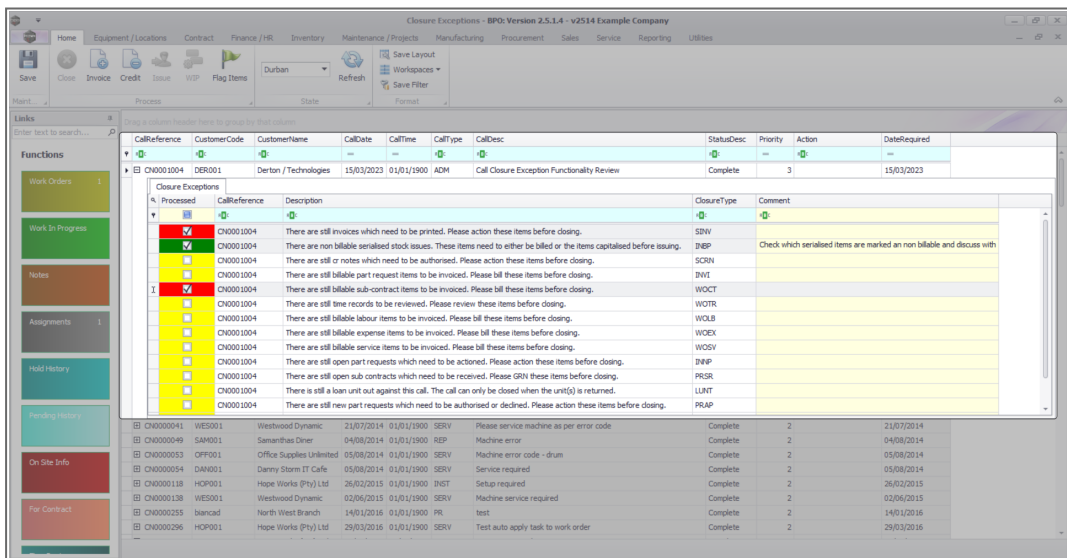 Closure Exceptions - BPO: Version 2.5.1.4 - v2514 Example Company
Home Equipment / Locations Contract Finance / HR Inventory Maintenance / Projects Manufacturing Procurement Sales Service Reporting Utilities
Save Close Invoice Credit Issue WIP Flag Items Durban Refresh Save Layout
Workspaces
Save Filter
Maint... Process State Format
Links
Enter text to search...
Drag a column header here to group by that column
Functions
Work Orders 1
Work In Progress
Notes
Assignments 1
Hold History
Pending History
On Site Info
For Contract
CallReference CustomerCode CustomerName CallDate CallTime CallType CallDesc StatusDesc Priority Action DateRequired
CN0001004 DER001 Derton / Technologies 15/03/2023 01/01/1900 ADM Call Closure Exception Functionality Review Complete 3 15/03/2023
Closure Exceptions
Processed CallReference Description ClosureType Comment
CN0001004 There are still invoices which need to be printed. Please action these items before closing. SINV
CN0001004 There are non billable serialised stock issues. These items need to either be billed or the items capitalised before issuing. INBP Check which serialised items are marked an non billable and discuss with
CN0001004 There are still cr notes which need to be authorised. Please action these items before closing. SCRN
CN0001004 There are still billable part request items to be invoiced. Please bill these items before closing. INVI
CN0001004 There are still billable sub-contract items to be invoiced. Please bill these items before closing. WOCT
CN0001004 There are still time records to be reviewed. Please review these items before closing. WOTR
CN0001004 There are still billable labour items to be invoiced. Please bill these items before closing. WOLB
CN0001004 There are still billable expense items to be invoiced. Please bill these items before closing. WOEX
CN0001004 There are still billable service items to be invoiced. Please bill these items before closing. WOSV
CN0001004 There are still open part requests which need to be actioned. Please action these items before closing. INNP
CN0001004 There are still open sub contracts which need to be received. Please GRN these items before closing. PRSR
CN0001004 There is still a loan unit out against this call. The call can only be closed when the unit(s) is returned. LUNT
CN0001004 There are still new part requests which need to be authorised or declined. Please action these items before closing. PRAP
CN0000041 WES001 Westwood Dynamic 21/07/2014 01/01/1900 SERV Please service machine as per error code Complete 2 21/07/2014
CN0000049 SAM001 Samanthas Diner 04/08/2014 01/01/1900 REP Machine error Complete 2 04/08/2014
CN0000053 OFF001 Office Supplies Unlimited 05/08/2014 01/01/1900 SERV Machine error code - drum Complete 2 05/08/2014
CN0000054 DAN001 Danny Storm IT Cafe 05/08/2014 01/01/1900 SERV Service required Complete 2 05/08/2014
CN0000118 HOP001 Hope Works (Pty) Ltd 26/02/2015 01/01/1900 INST Setup required Complete 2 26/02/2015
CN0000138 WES001 Westwood Dynamic 02/06/2015 01/01/1900 SERV Machine service required Complete 2 02/06/2015
CN0000255 biancad North West Branch 14/01/2016 01/01/1900 PR test Complete 2 14/01/2016
CN0000296 HOP001 Hope Works (Pty) Ltd 29/03/2016 01/01/1900 SERV Test auto apply task to work order Complete 2 29/03/2016